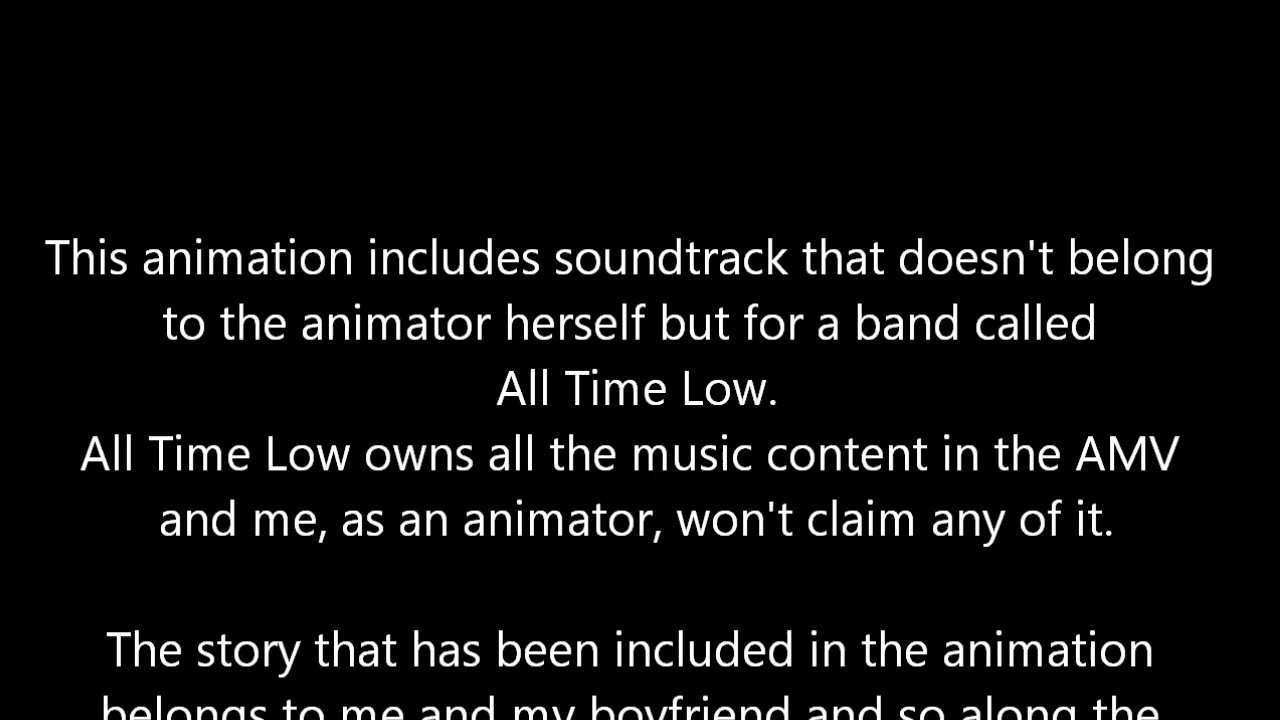 This animation includes soundtrack that doesn't belong
to the animator herself but for a band called
All Time Low.
All Time Low owns all the music content in the AMV
and me, as an animator, won't claim any of it.
The story that has been included in the animation
belongs to me and my boyfriend and so along the